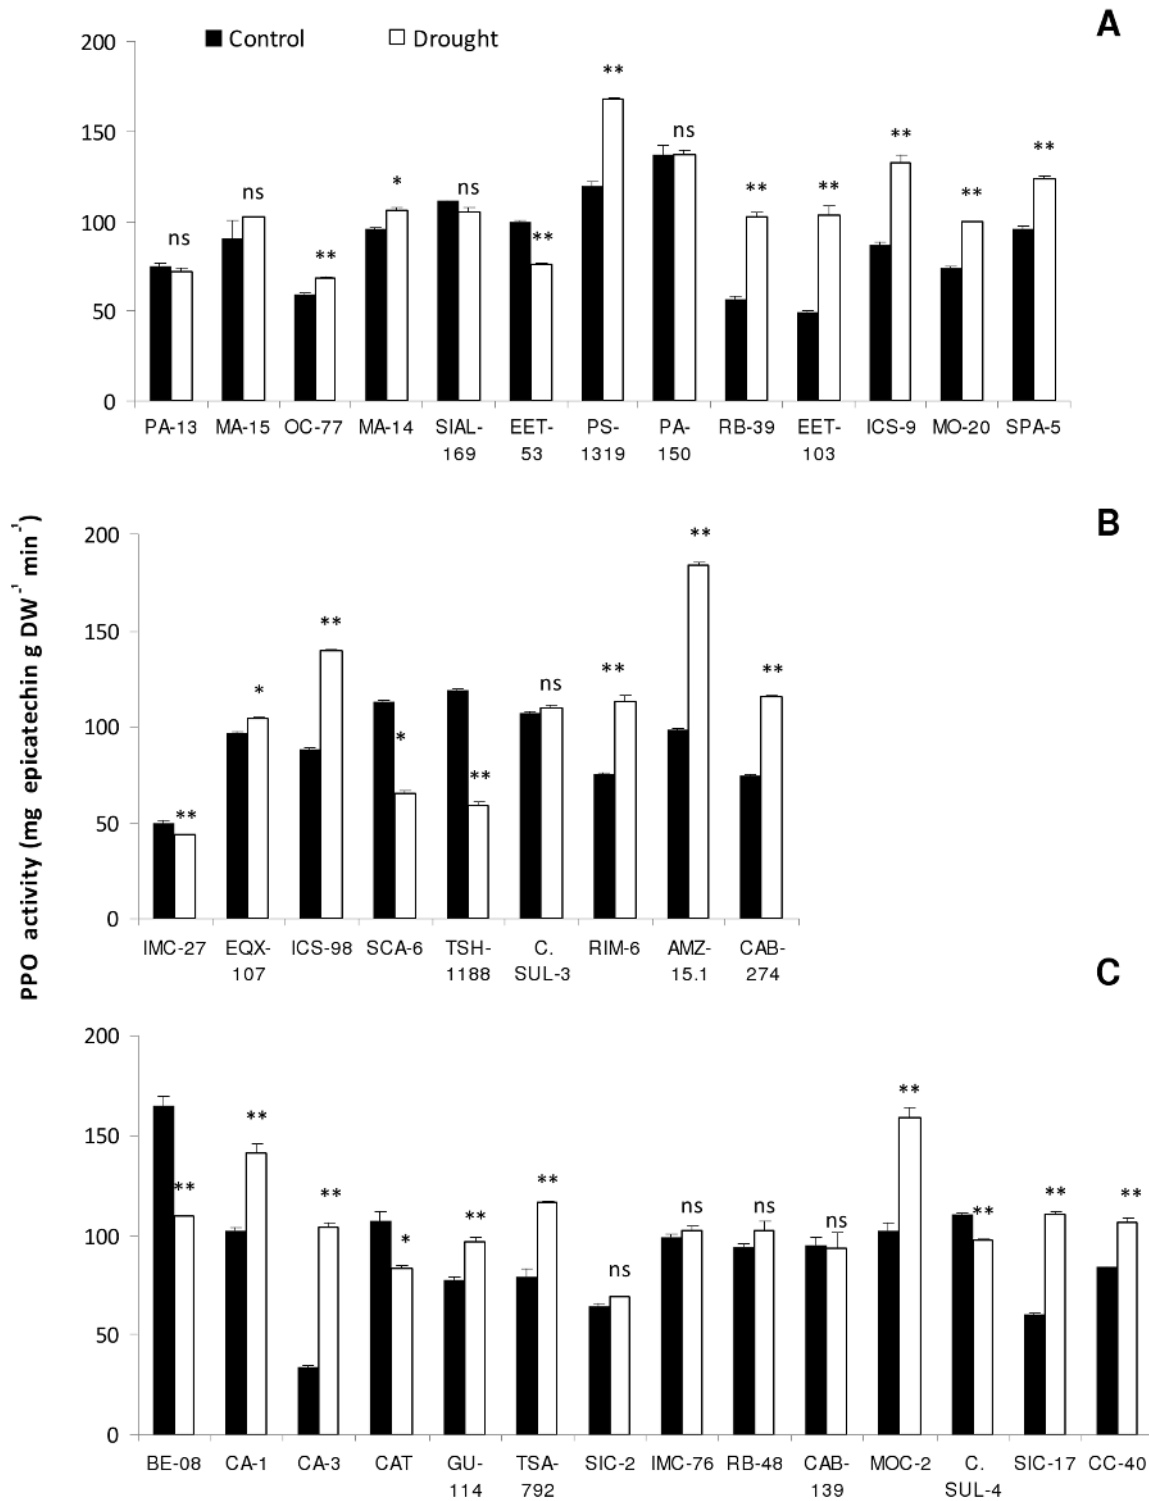 A
Control Drought
200
150
100
50
0
ns
ns
**
*
ns
**
**
ns
**
**
**
**
**
PA-13 MA-15 OC-77 MA-14 SIAL- EET- PS- PA- RB-39 EET- ICS-9 MO-20 SPA-5
169 53 1319 150 103
PPO activity (mg epicatechin g DW⁻¹ min⁻¹)
B
200
150
100
50
0
**
*
**
*
**
ns
**
**
**
IMC-27 EQX- ICS-98 SCA-6 TSH- C. RIM-6 AMZ- CAB-
107 1188 SUL-3 15.1 274
C
200
150
100
50
0
**
**
**
*
**
**
ns
ns
ns
ns
**
**
**
**
BE-08 CA-1 CA-3 CAT GU- TSA- SIC-2 IMC-76 RB-48 CAB- MOC-2 C. SIC-17 CC-40
114 792 139 SUL-4